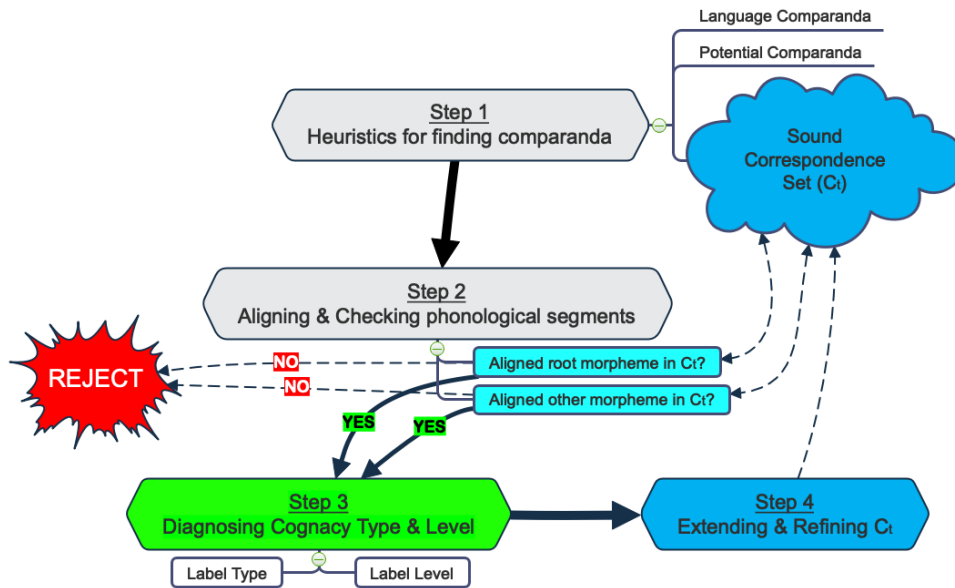 Language Comparanda
Potential Comparanda
Step 1
Heuristics for finding comparanda
Sound
Correspondence
Set (Cₜ)
Step 2
Aligning & Checking phonological segments
Aligned root morpheme in Cₜ?
Aligned other morpheme in Cₜ?
NO
NO
REJECT
YES
YES
Step 3
Diagnosing Cognacy Type & Level
Label Type
Label Level
Step 4
Extending & Refining Cₜ